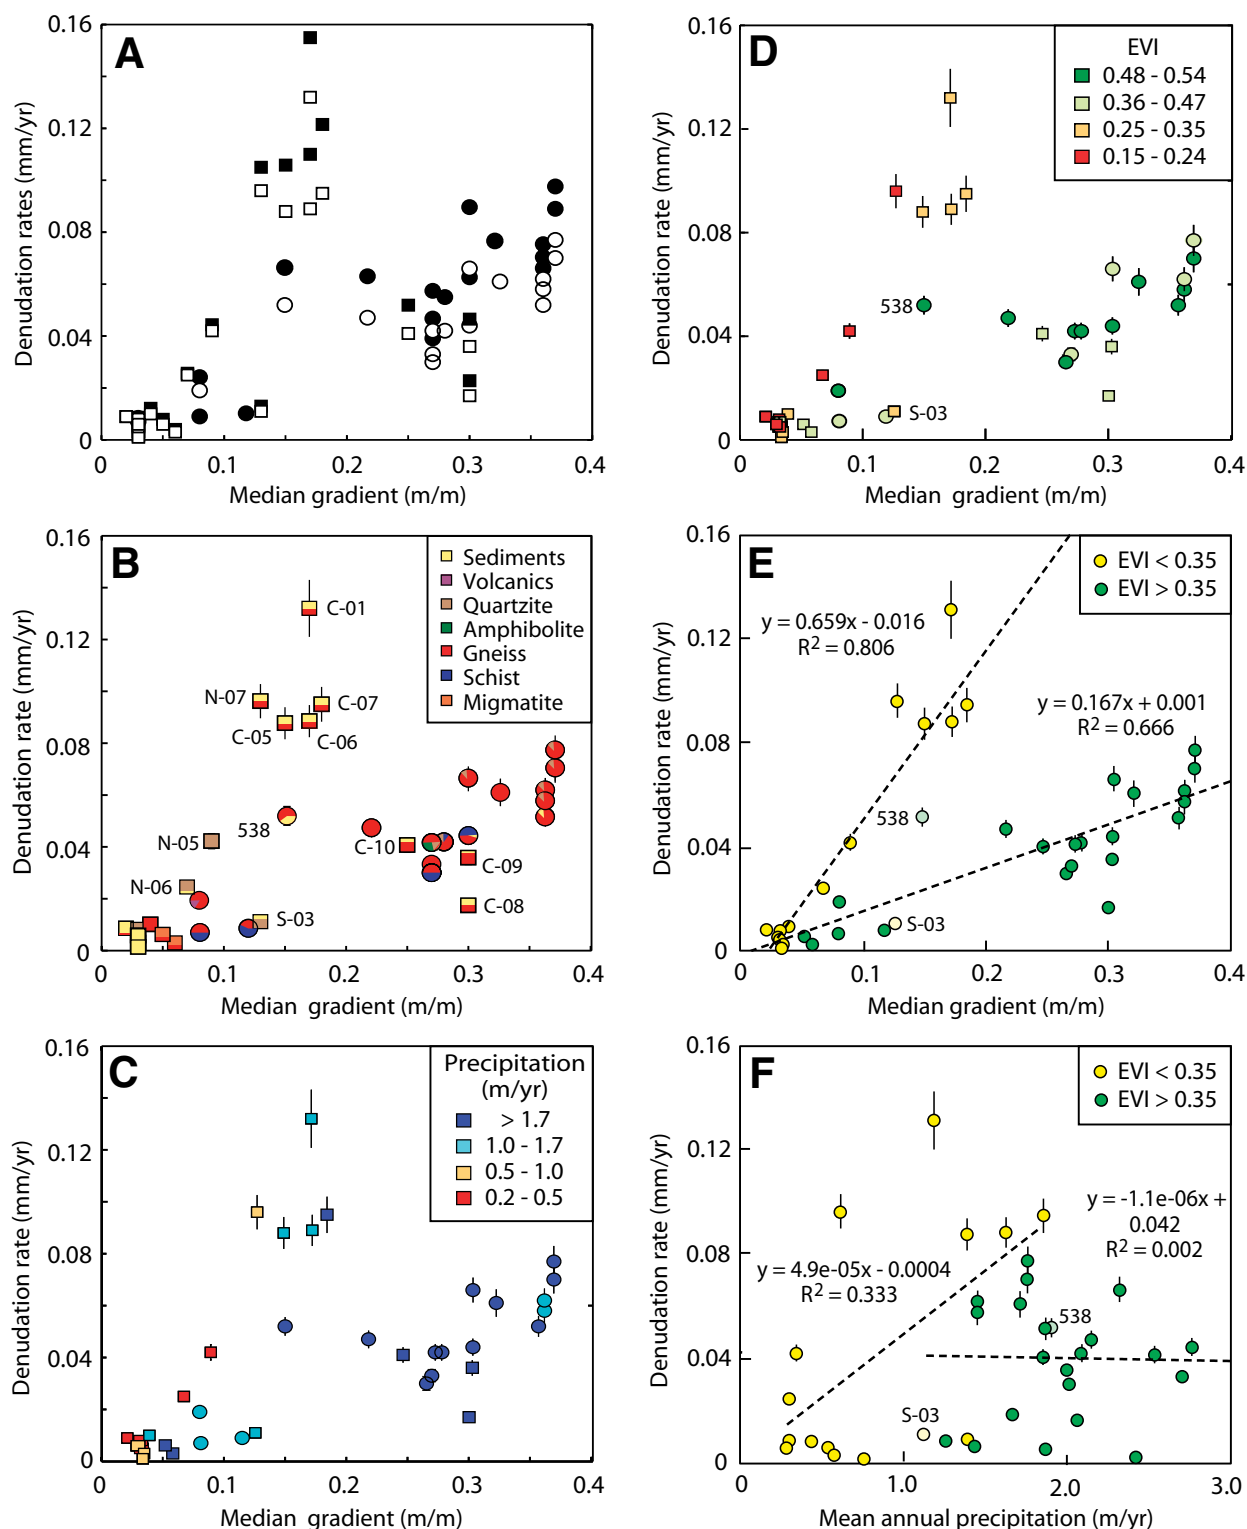 A
Denudation rates (mm/yr)
0.16
0.12
0.08
0.04
0
0
0.1
0.2
0.3
0.4
Median gradient (m/m)
D
EVI
0.48 - 0.54
0.36 - 0.47
0.25 - 0.35
0.15 - 0.24
538
S-03
Denudation rate (mm/yr)
0.16
0.12
0.08
0.04
0
0
0.1
0.2
0.3
0.4
Median gradient (m/m)
B
Sediments
Volcanics
Quartzite
Amphibolite
Gneiss
Schist
Migmatite
C-01
N-07
C-07
C-05
C-06
538
N-05
C-10
C-09
N-06
C-08
S-03
Denudation rate (mm/yr)
0.16
0.12
0.08
0.04
0
0
0.1
0.2
0.3
0.4
Median gradient (m/m)
E
EVI < 0.35
EVI > 0.35
y = 0.659x - 0.016
R2 = 0.806
y = 0.167x + 0.001
R2 = 0.666
538
S-03
Denudation rate (mm/yr)
0.16
0.12
0.08
0.04
0
0
0.1
0.2
0.3
0.4
Median gradient (m/m)
C
Precipitation
(m/yr)
> 1.7
1.0 - 1.7
0.5 - 1.0
0.2 - 0.5
Denudation rate (mm/yr)
0.16
0.12
0.08
0.04
0
0
0.1
0.2
0.3
0.4
Median gradient (m/m)
F
EVI < 0.35
EVI > 0.35
y = -1.1e-06x +
0.042
R2 = 0.002
y = 4.9e-05x - 0.0004
R2 = 0.333
538
S-03
Denudation rate (mm/yr)
0.16
0.12
0.08
0.04
0
0
1.0
2.0
3.0
Mean annual precipitation (m/yr)